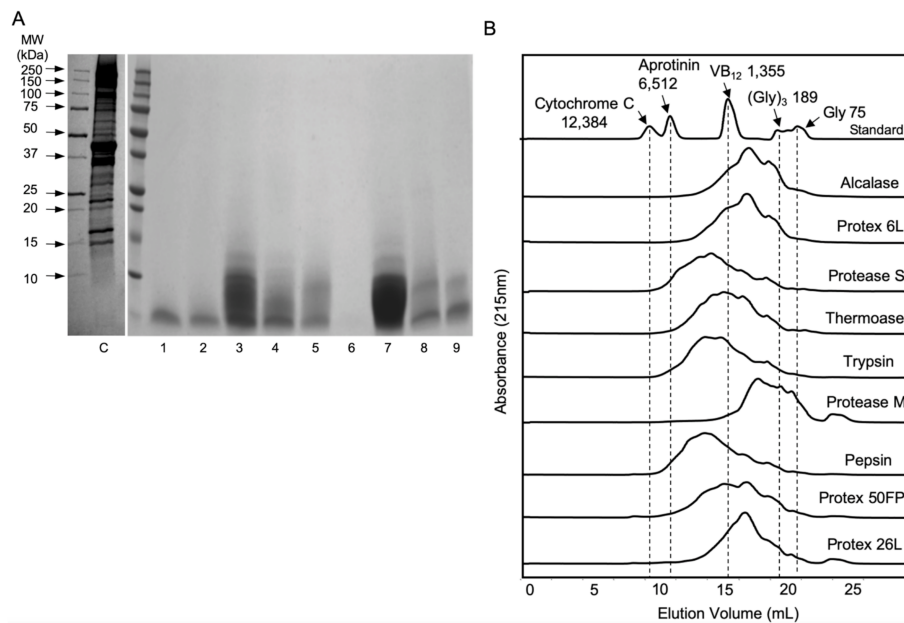 A
MW
(kDa)
250
150
100
75
50
37
25
20
15
10
C 1 2 3 4 5 6 7 8 9
B
Aprotinin
6,512
VB12 1,355
(Gly)3 189
Gly 75
Cytochrome C
12,384
Standard
Alcalase
Protex 6L
Protease S
Thermoase
Trypsin
Protease M
Pepsin
Protex 50FP
Protex 26L
Absorbance (215nm)
0 5 10 15 20 25
Elution Volume (mL)